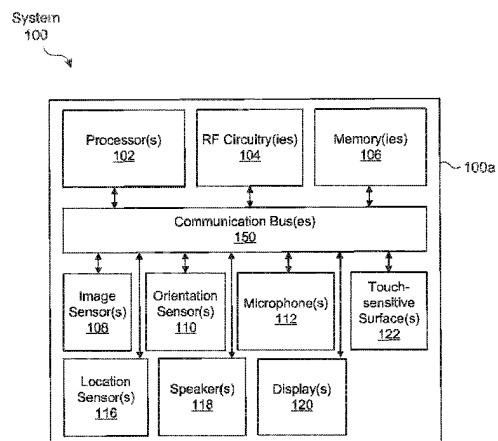 System
100
100a
Processor(s)
102
RF Circuitry(ies)
104
Memory(ies)
106
Communication Bus(es)
150
Image
Sensor(s)
108
Orientation
Sensor(s)
110
Microphone(s)
112
Touch-
sensitive
Surface(s)
122
Location
Sensor(s)
116
Speaker(s)
118
Display(s)
120